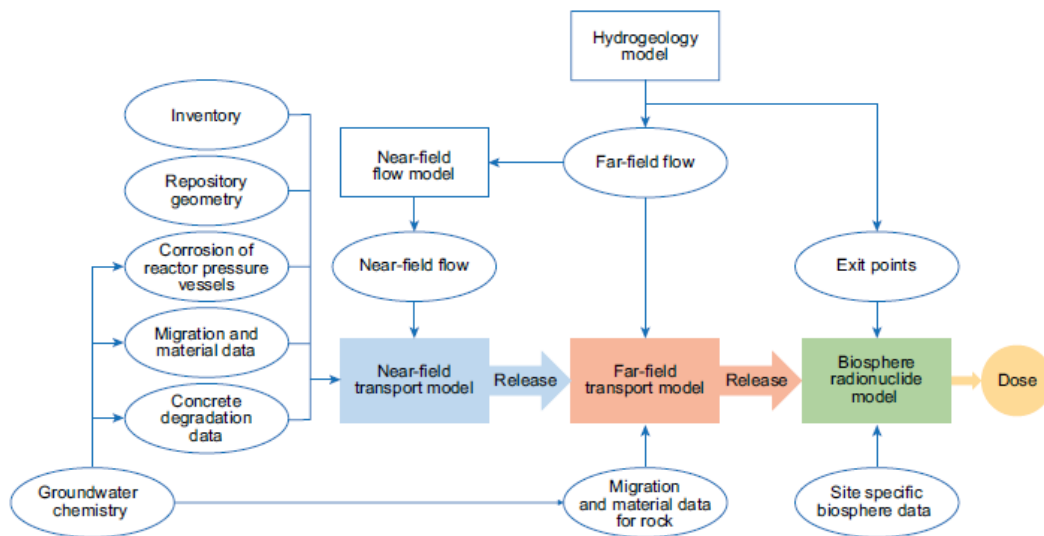 Hydrogeology
model
Inventory
Near-field
flow model
Far-field flow
Repository
geometry
Corrosion of
reactor pressure
vessels
Near-field flow
Exit points
Migration and
material data
Near-field
transport model
Release
Far-field
transport model
Release
Biosphere
radionuclide
model
Dose
Concrete
degradation
data
Groundwater
chemistry
Migration
and material data
for rock
Site specific
biosphere data